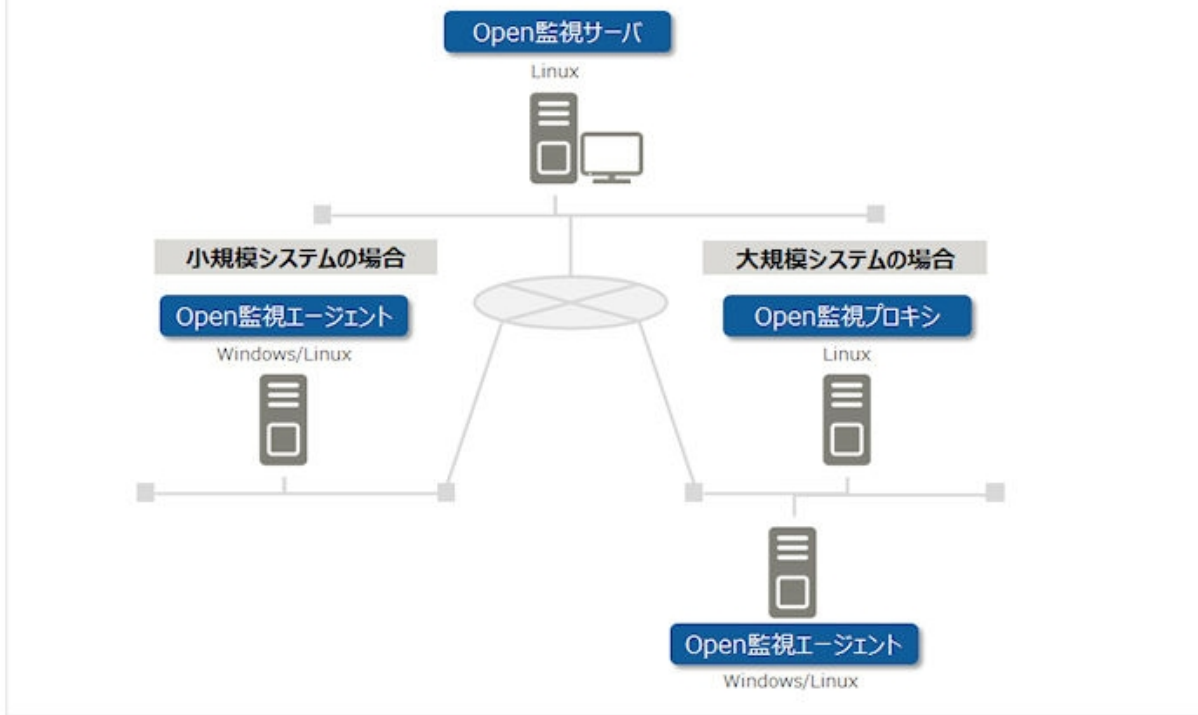 Open監視サーバ
Linux
小規模システムの場合
大規模システムの場合
Open監視エージェント
Open監視プロキシ
Windows/Linux
Linux
Open監視エージェント
Windows/Linux